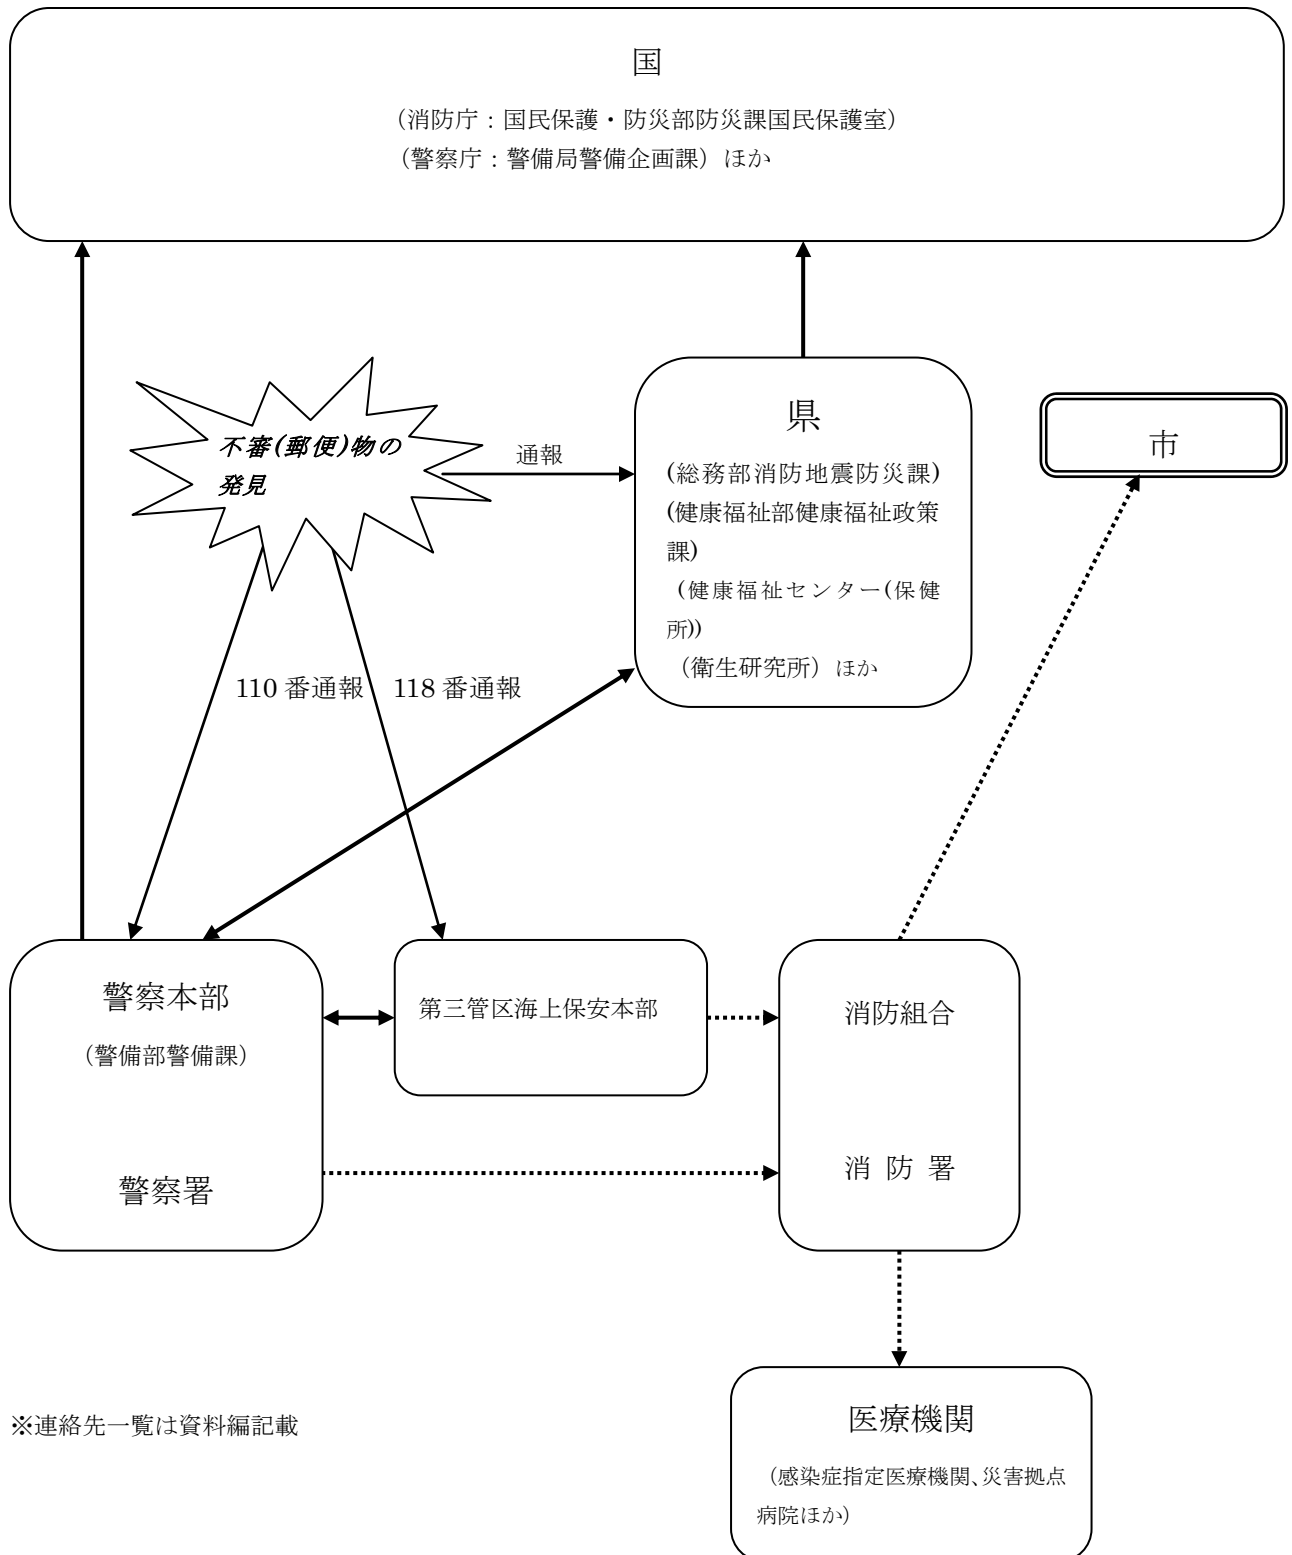 国
（消防庁：国民保護・防災部防災課国民保護室）
（警察庁：警備局警備企画課）ほか
不審(郵便)物の
発見
通報
県
(総務部消防地震防災課)
(健康福祉部健康福祉政策
課)
(健康福祉センター(保健
所))
（衛生研究所）ほか
市
110 番通報
118 番通報
警察本部
（警備部警備課）
警察署
第三管区海上保安本部
消防組合
消 防 署
医療機関
（感染症指定医療機関、災害拠点
病院ほか）
※連絡先一覧は資料編記載